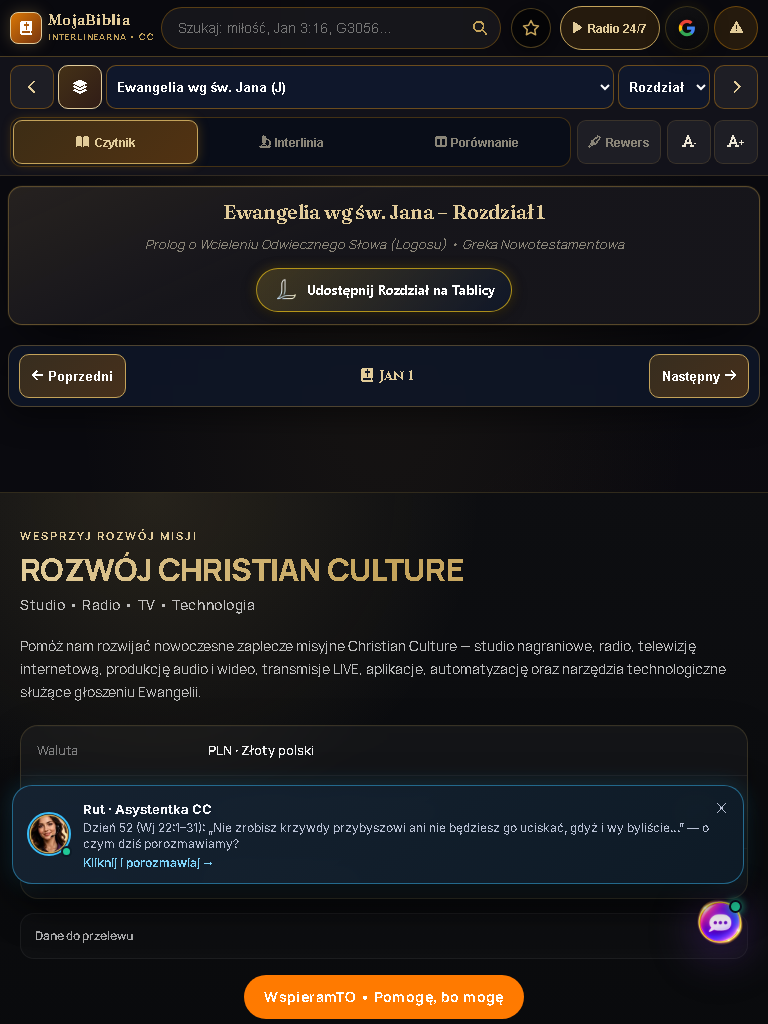 MojaBiblia
INTERLINEARNA • CC
Szukaj: miłość, Jan 3:16, G3056...
Radio 24/7
Ewangelia wg św. Jana (J)
Rozdział
Czytnik
Interlinia
Porównanie
Rewers
A-
A+
Ewangelia wg św. Jana – Rozdział 1
Prolog o Wcieleniu Odwiecznego Słowa (Logosu) • Greka Nowotestamentowa
Udostępnij Rozdział na Tablicy
← Poprzedni
JAN 1
Następny →
WESPRZYJ ROZWÓJ MISJI
ROZWÓJ CHRISTIAN CULTURE
Studio • Radio • TV • Technologia
Pomóż nam rozwijać nowoczesne zaplecze misyjne Christian Culture — studio nagraniowe, radio, telewizję
internetową, produkcję audio i wideo, transmisje LIVE, aplikacje, automatyzację oraz narzędzia technologiczne
służące głoszeniu Ewangelii.
Waluta
PLN · Złoty polski
Rut · Asystentka CC
Dzień 52 (Wj 22:1–31): „Nie zrobisz krzywdy przybyszowi ani nie będziesz go uciskać, gdyż i wy byliście…” — o
czym dziś porozmawiamy?
Kliknij i porozmawiaj →
Dane do przelewu
WspieramTO • Pomogę, bo mogę